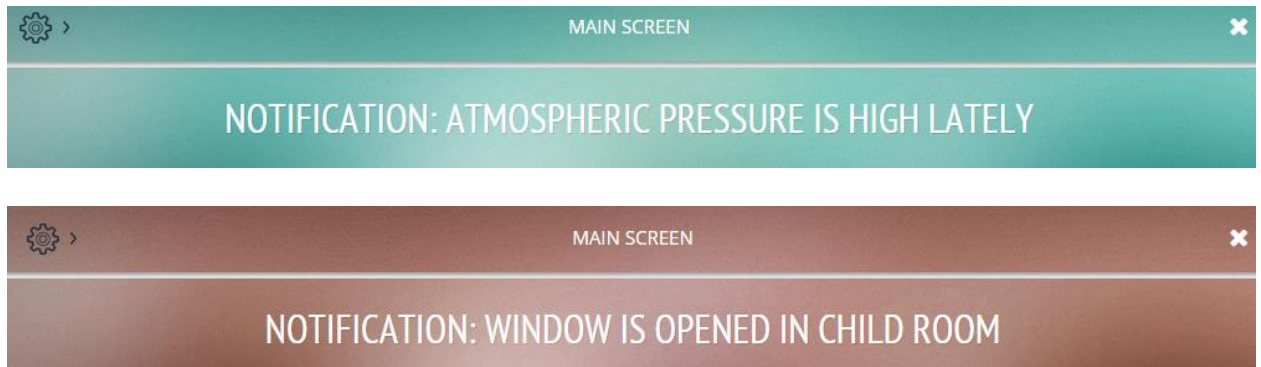 MAIN SCREEN
NOTIFICATION: ATMOSPHERIC PRESSURE IS HIGH LATELY
MAIN SCREEN
NOTIFICATION: WINDOW IS OPENED IN CHILD ROOM